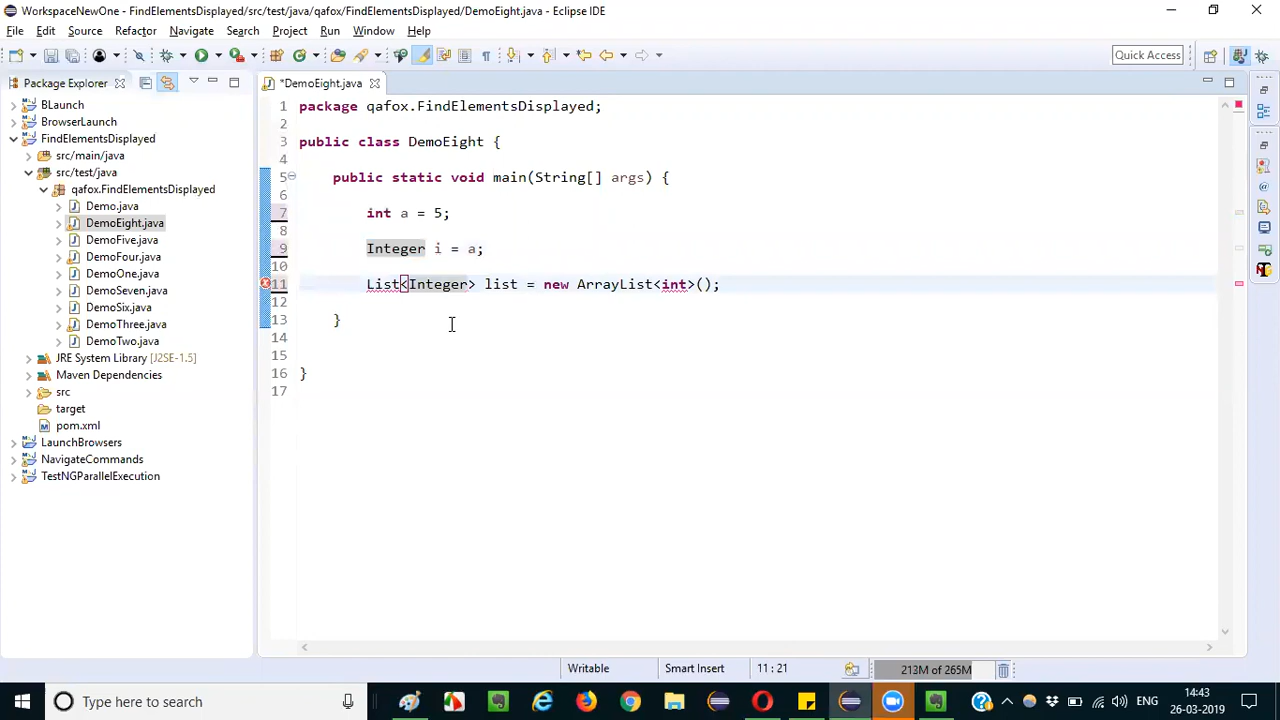 WorkspaceNewOne - FindElementsDisplayed/src/test/java/qafox/FindElementsDisplayed/DemoEight.java - Eclipse IDE
File Edit Source Refactor Navigate Search Project Run Window Help
Quick Access
Package Explorer
*DemoEight.java
BLaunch
BrowserLaunch
FindElementsDisplayed
src/main/java
src/test/java
qafox.FindElementsDisplayed
Demo.java
DemoEight.java
DemoFive.java
DemoFour.java
DemoOne.java
DemoSeven.java
DemoSix.java
DemoThree.java
DemoTwo.java
JRE System Library [J2SE-1.5]
Maven Dependencies
src
target
pom.xml
LaunchBrowsers
NavigateCommands
TestNGParallelExecution
1 package qafox.FindElementsDisplayed;
2
3 public class DemoEight {
4
5 public static void main(String[] args) {
6
7 int a = 5;
8
9 Integer i = a;
10
11 List<Integer> list = new ArrayList<int>();
12
13 }
14
15
16 }
17
Writable Smart Insert 11 : 21 213M of 265M
Type here to search
ENG
14:43
26-03-2019